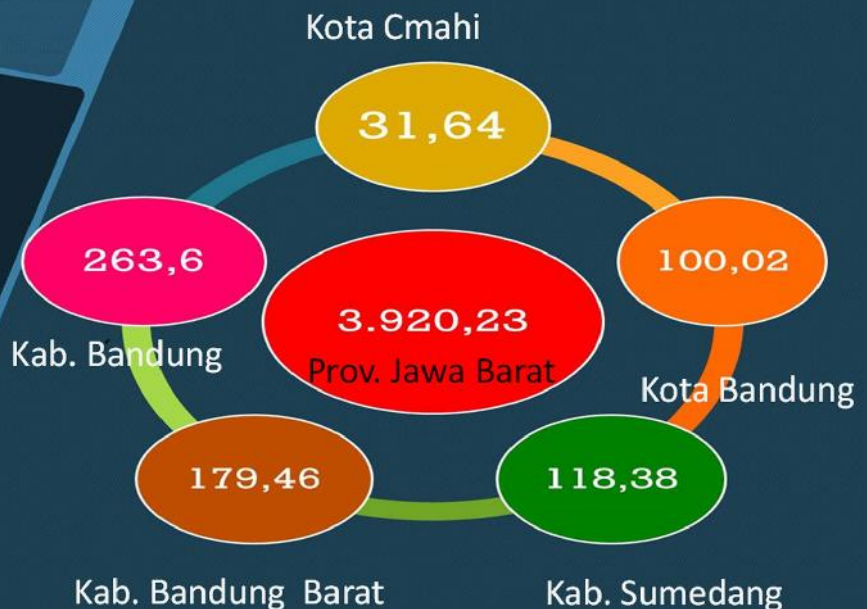 Kota Cmahi
31,64
263,6
100,02
3.920,23
Kab. Bandung
Prov. Jawa Barat
Kota Bandung
179,46
118,38
Kab. Bandung Barat
Kab. Sumedang